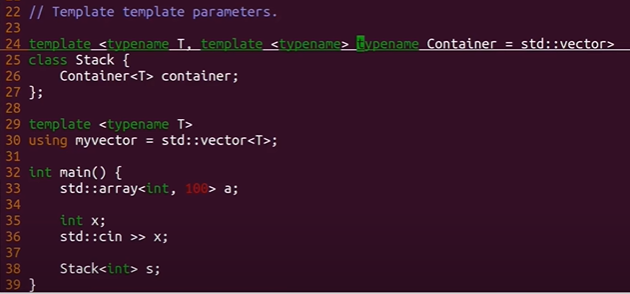 22 // Template template parameters.
23
24 template <typename T, template <typename> typename Container = std::vector>
25 class Stack {
26     Container<T> container;
27 };
28
29 template <typename T>
30 using myvector = std::vector<T>;
31
32 int main() {
33     std::array<int, 100> a;
34
35     int x;
36     std::cin >> x;
37
38     Stack<int> s;
39 }